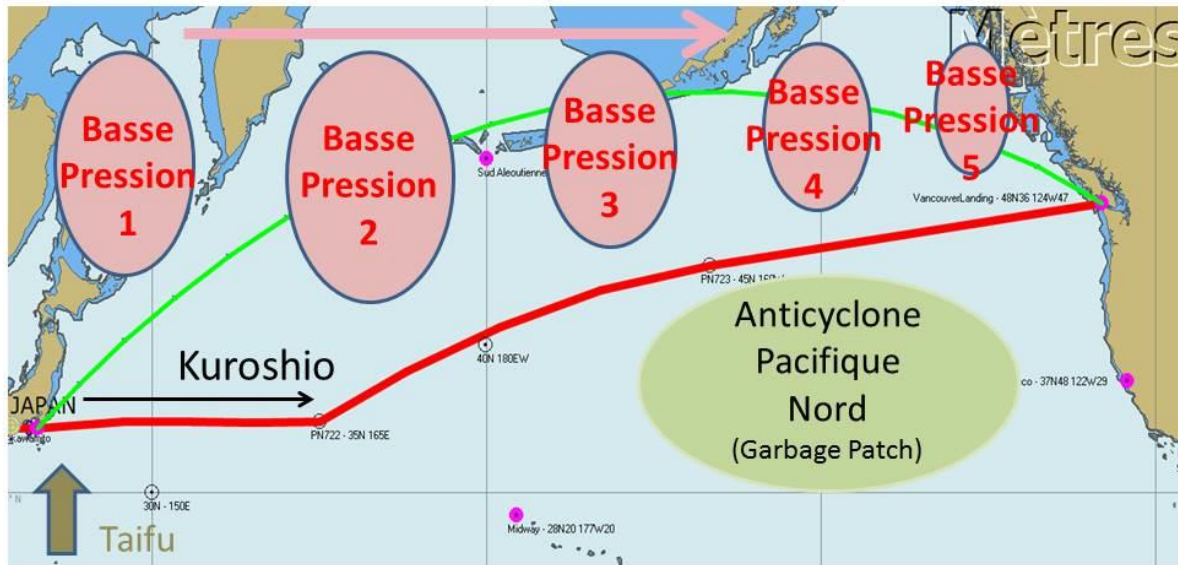 Metres
Basse
Pression
1
Basse
Pression
2
Basse
Pression
3
Basse
Pression
4
Basse
Pression
5
Sud Aleoutienne
VancouverLanding - 48N36 124W47
PN723 - 45N
Anticyclone
Pacifique
Nord
(Garbage Patch)
40N 180EW
Kuroshio
co - 37N48 122W29
JAPAN
PN722 - 35N 165E
30N - 150E
Taifu
Midway - 28N20 177W20